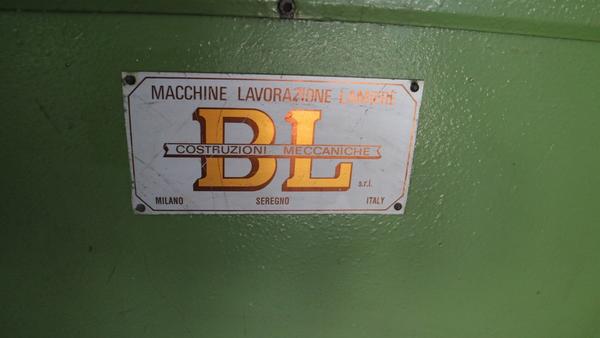 MACCHINE LAVORAZIONE LAMIERE
BL
COSTRUZIONI MECCANICHE
s.r.l.
MILANO SEREGNO ITALY